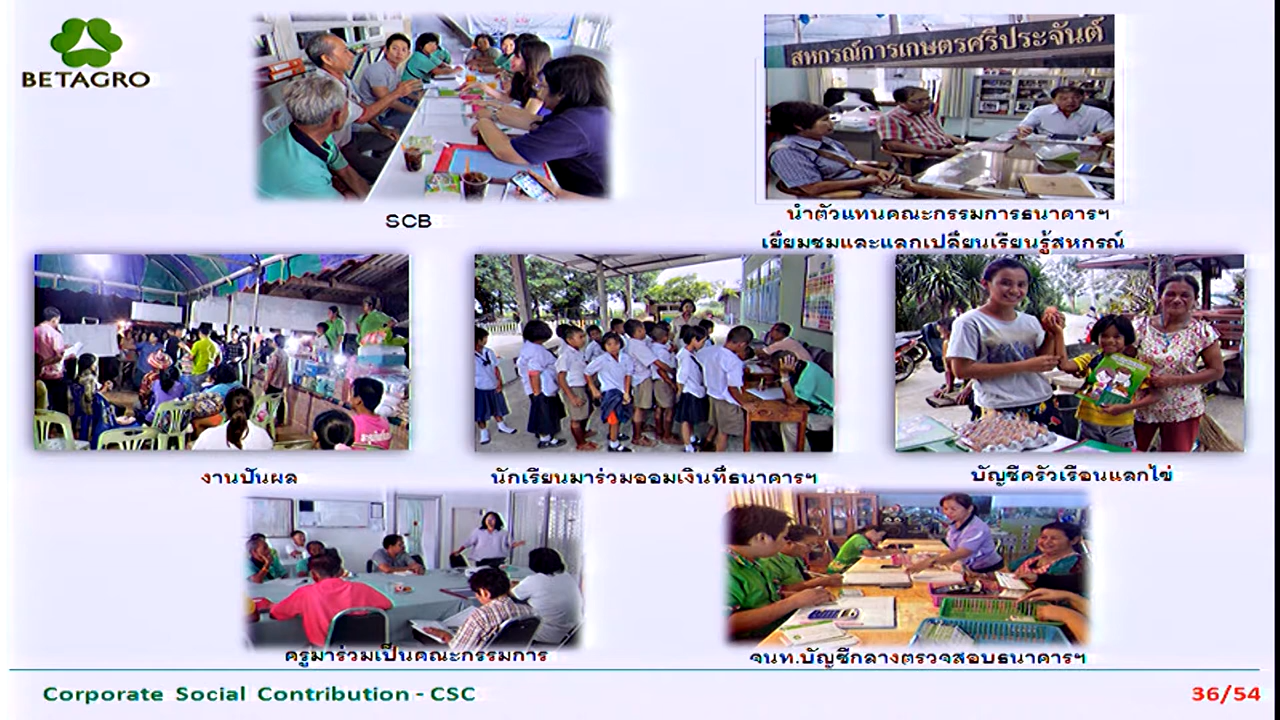 BETAGRO
สหกรณ์การเกษตรศรีประจันต์
SCB
นำตัวแทนคณะกรรมการธนาคารฯ
เยี่ยมชมและแลกเปลี่ยนเรียนรู้สหกรณ์
งานปันผล
นักเรียนมาร่วมออมเงินที่ธนาคารฯ
บัญชีครัวเรือนแลกไข่
ครูมาร่วมเป็นคณะกรรมการ
จนท.บัญชีกลางตรวจสอบธนาคารฯ
Corporate Social Contribution - CSC
36/54